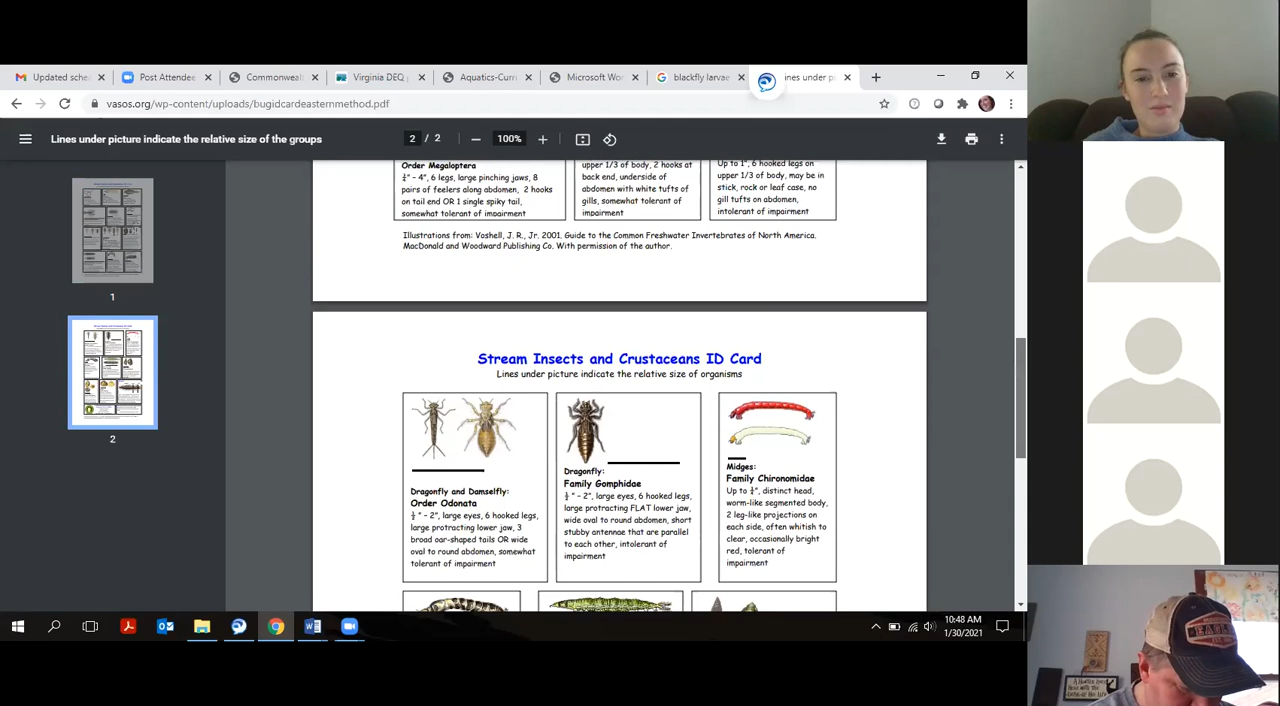 Updated sche
Post Attendee
Commonweal
Virginia DEQ
Aquatics-Curr
Microsoft Wor
blackfly larvae
Lines under p
vasos.org/wp-content/uploads/bugidcardeasternmethod.pdf
Lines under picture indicate the relative size of the groups
2 / 2
100%
1
2
Order Megaloptera
¾" – 4", 6 legs, large pinching jaws, 8
pairs of feelers along abdomen, 2 hooks
on tail end OR 1 single spiky tail,
somewhat tolerant of impairment
upper 1/3 of body, 2 hooks at
back end, underside of
abdomen with white tufts of
gills, somewhat tolerant of
impairment
Up to 1", 6 hooked legs on
upper 1/3 of body, may be in
stick, rock or leaf case, no
gill tufts on abdomen,
intolerant of impairment
Illustrations from: Voshell, J. R., Jr. 2001. Guide to the Common Freshwater Invertebrates of North America.
MacDonald and Woodward Publishing Co. With permission of the author.
Stream Insects and Crustaceans ID Card
Lines under picture indicate the relative size of organisms
Dragonfly and Damselfly:
Order Odonata
½ " – 2", large eyes, 6 hooked legs,
large protracting lower jaw, 3
broad oar-shaped tails OR wide
oval to round abdomen, somewhat
tolerant of impairment
Dragonfly:
Family Gomphidae
½ " – 2", large eyes, 6 hooked legs,
large protracting FLAT lower jaw,
wide oval to round abdomen, short
stubby antennae that are parallel
to each other, intolerant of
impairment
Midges:
Family Chironomidae
Up to ¼", distinct head,
worm-like segmented body,
2 leg-like projections on
each side, often whitish to
clear, occasionally bright
red, tolerant of
impairment
10:48 AM
1/30/2021